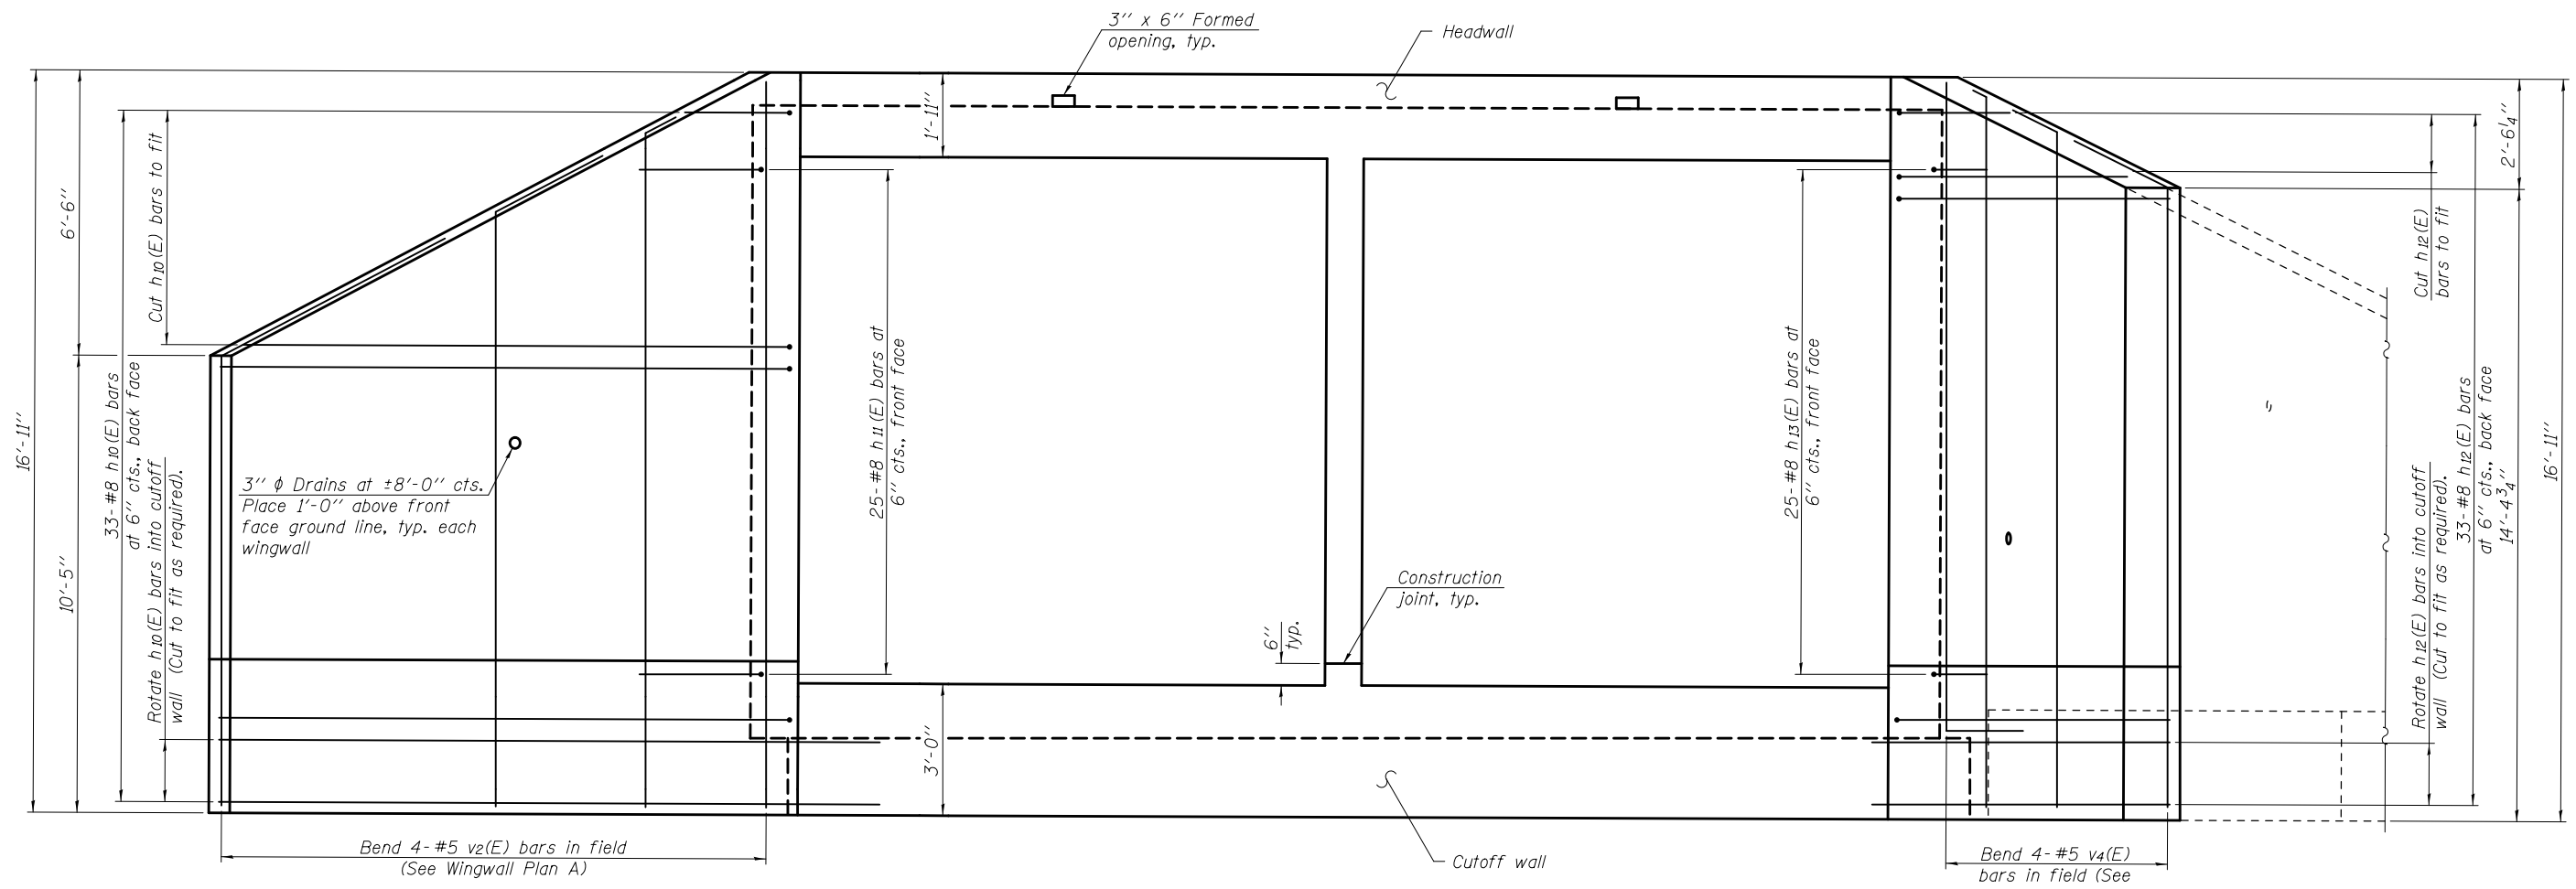 3'' x 6'' Formed
opening, typ.
Headwall
1'-11''
6'-6''
10'-5''
16'-11''
Cut h10(E) bars to fit
33-#8 h10(E) bars
at 6'' cts., back face
Rotate h10(E) bars into cutoff
wall (Cut to fit as required).
3'' ϕ Drains at ±8'-0'' cts.
Place 1'-0'' above front
face ground line, typ. each
wingwall
25-#8 h11(E) bars at
6'' cts., front face
6''
typ.
Construction
joint, typ.
3'-0''
25-#8 h13(E) bars at
6'' cts., front face
2'-6 1/4''
Cut h12(E)
bars to fit
33-#8 h12(E) bars
at 6'' cts., back face
14'-4 3/4''
16'-11''
Rotate h12(E) bars into cutoff
wall (Cut to fit as required).
Bend 4-#5 v2(E) bars in field
(See Wingwall Plan A)
Cutoff wall
Bend 4-#5 v4(E)
bars in field (See